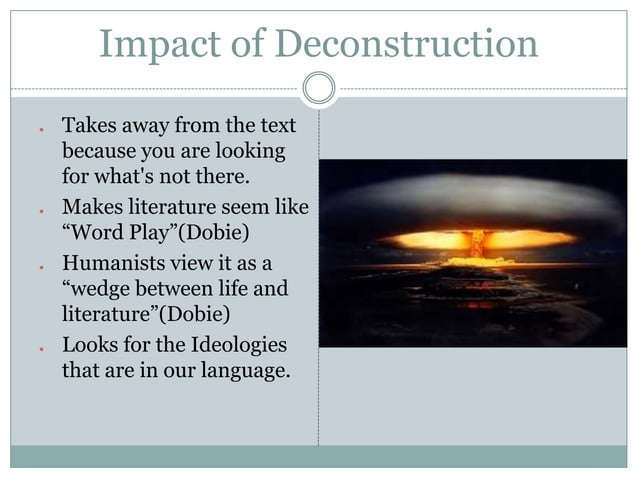 Impact of Deconstruction
Takes away from the text
because you are looking
for what's not there.
Makes literature seem like
“Word Play”(Dobie)
Humanists view it as a
“wedge between life and
literature”(Dobie)
Looks for the Ideologies
that are in our language.